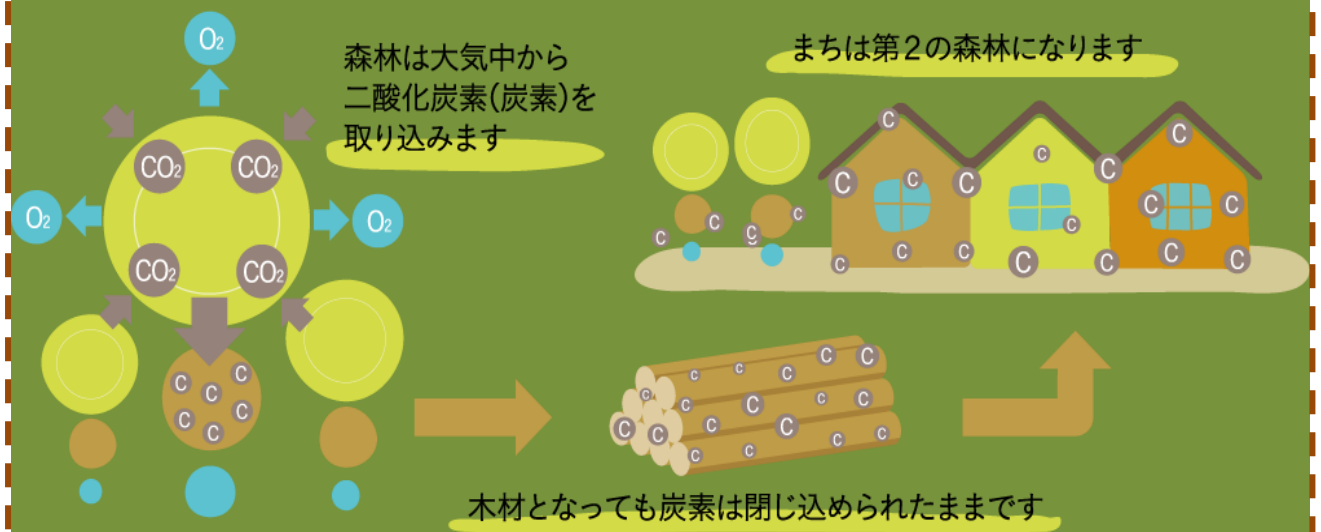 O₂
森林は大気中から
二酸化炭素(炭素)を
取り込みます
CO₂ CO₂
O₂ O₂
CO₂ CO₂
C C C C C C
まちは第2の森林になります
C C C C
C C C C C C C C C C C C C C C C C C C
C C C C C C C C C C C C C C C C C C C
木材となっても炭素は閉じ込められたままです